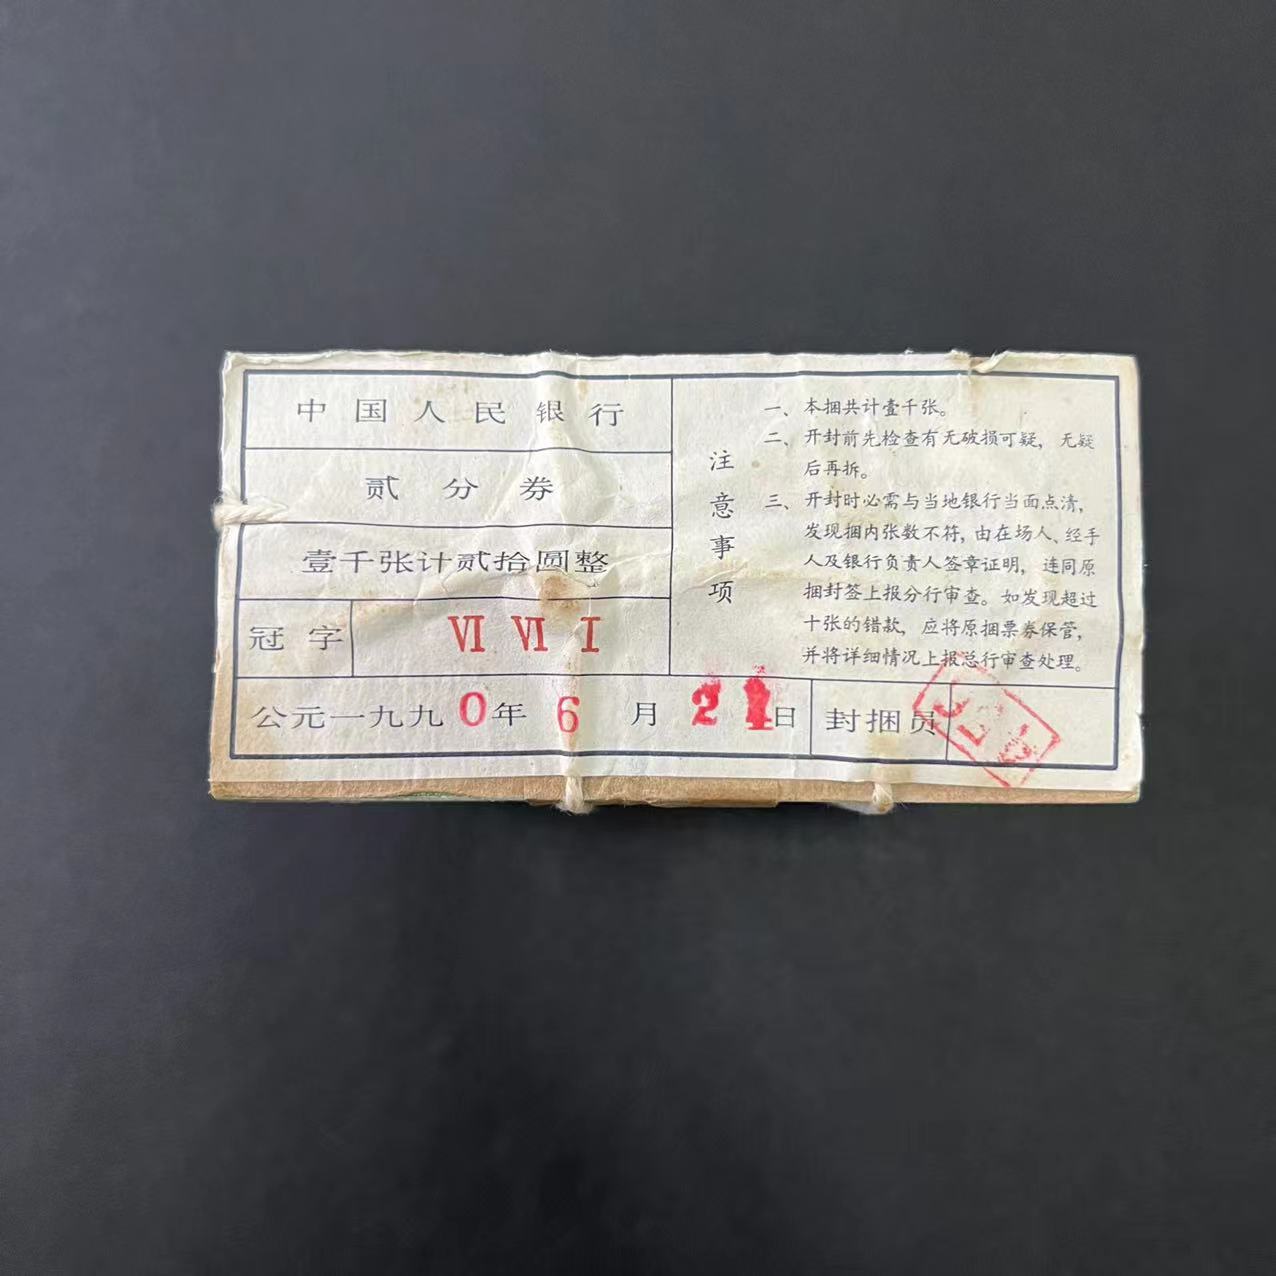 中国人民银行
贰分券
壹千张计贰拾圆整
冠字 Ⅵ Ⅶ Ⅰ
公元一九九0年6月21日 封捆员
注意事项
一、本捆共计壹千张。
二、开封前先检查有无破损可疑，无疑
后再拆。
三、开封时必需与当地银行当面点清，
发现捆内张数不符，由在场人、经手
人及银行负责人签章证明，连同原
捆封签上报分行审查。如发现超过
十张的错款，应将原捆票券保管，
并将详细情况上报总行审查处理。